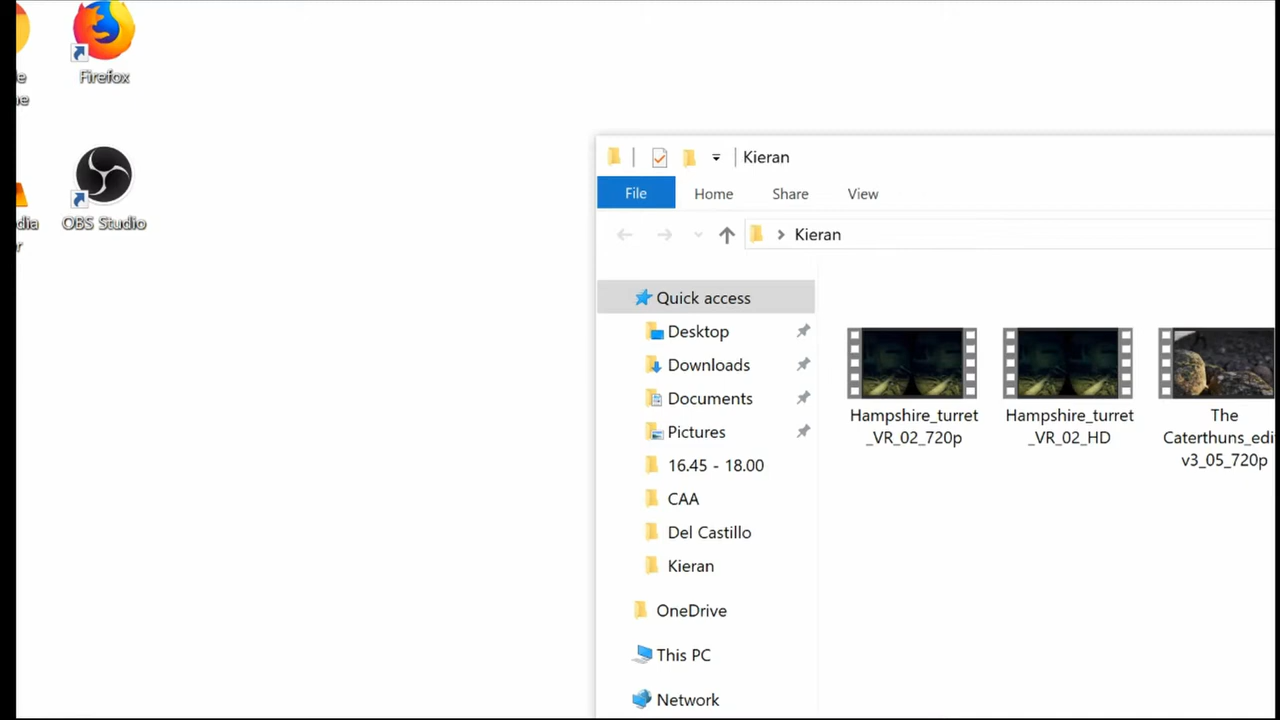 Firefox
OBS Studio
Kieran
File Home Share View
Kieran
Quick access
Desktop
Downloads
Documents
Pictures
16.45 - 18.00
CAA
Del Castillo
Kieran
OneDrive
This PC
Network
Hampshire_turret
_VR_02_720p
Hampshire_turret
_VR_02_HD
The
Caterthuns_edi
v3_05_720p